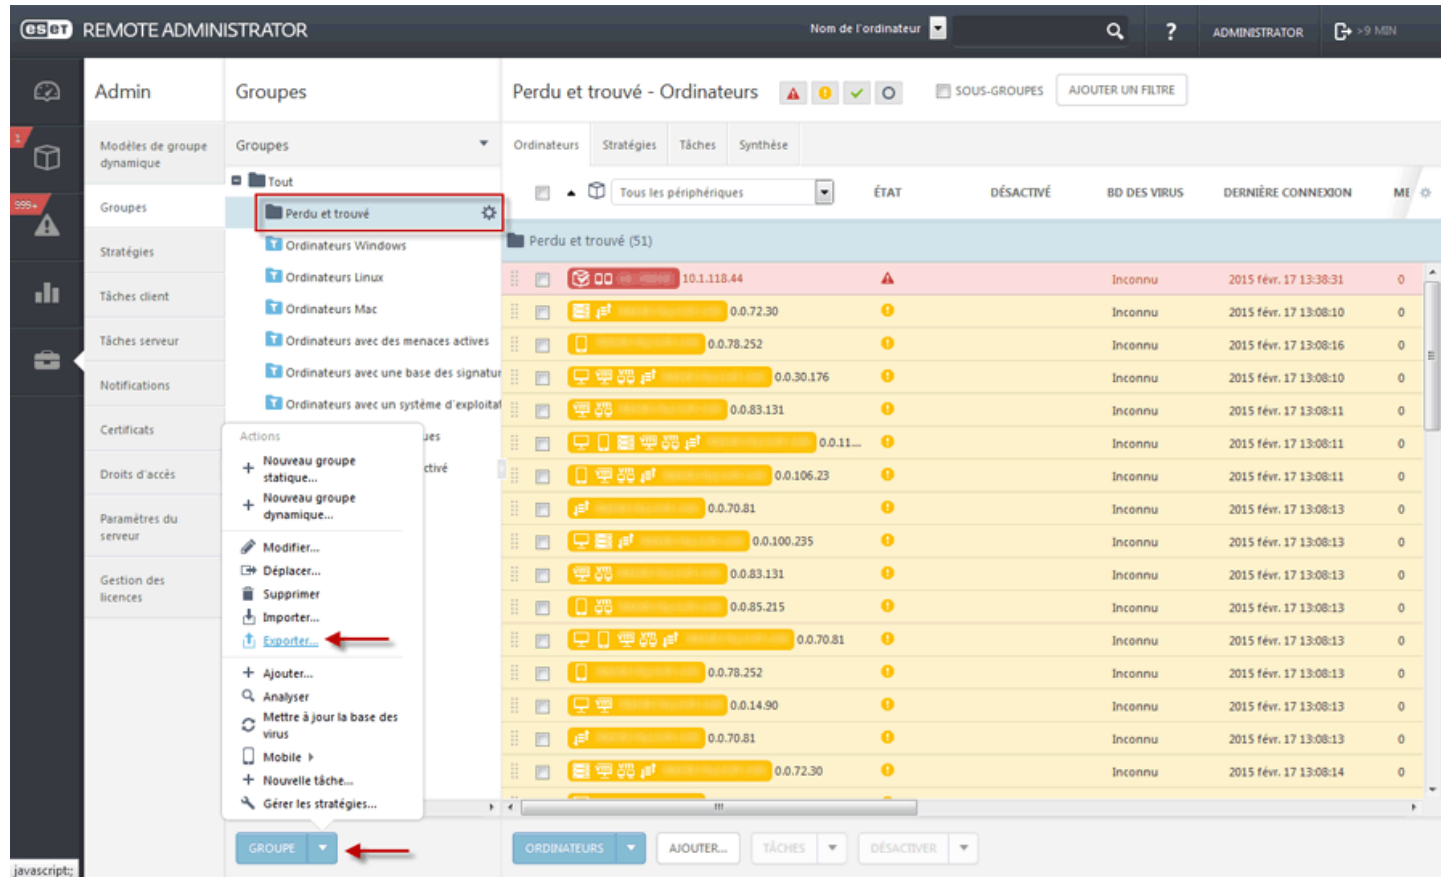 eset REMOTE ADMINISTRATOR
Nom de l'ordinateur
?
ADMINISTRATOR
>9 MIN
Admin
Groupes
Perdu et trouvé - Ordinateurs
SOUS-GROUPES
AJOUTER UN FILTRE
1
999+
Modèles de groupe
dynamique
Groupes
Stratégies
Tâches client
Tâches serveur
Notifications
Certificats
Droits d'accès
Paramètres du
serveur
Gestion des
licences
Groupes
Tout
Perdu et trouvé
Ordinateurs Windows
Ordinateurs Linux
Ordinateurs Mac
Ordinateurs avec des menaces actives
Ordinateurs avec une base des signatur
Ordinateurs avec un système d'exploitat
ues
ctivé
Actions
Nouveau groupe
statique...
Nouveau groupe
dynamique...
Modifier...
Déplacer...
Supprimer
Importer...
Exporter...
Ajouter...
Analyser
Mettre à jour la base des
virus
Mobile
Nouvelle tâche...
Gérer les stratégies...
GROUPE
Ordinateurs Stratégies Tâches Synthèse
Tous les périphériques ÉTAT DÉSACTIVÉ BD DES VIRUS DERNIÈRE CONNEXION ME
Perdu et trouvé (51)
10.1.118.44 Inconnu 2015 févr. 17 13:38:31 0
0.0.72.30 Inconnu 2015 févr. 17 13:08:10 0
0.0.78.252 Inconnu 2015 févr. 17 13:08:16 0
0.0.30.176 Inconnu 2015 févr. 17 13:08:10 0
0.0.83.131 Inconnu 2015 févr. 17 13:08:11 0
0.0.11... Inconnu 2015 févr. 17 13:08:11 0
0.0.106.23 Inconnu 2015 févr. 17 13:08:11 0
0.0.70.81 Inconnu 2015 févr. 17 13:08:13 0
0.0.100.235 Inconnu 2015 févr. 17 13:08:13 0
0.0.83.131 Inconnu 2015 févr. 17 13:08:13 0
0.0.85.215 Inconnu 2015 févr. 17 13:08:13 0
0.0.70.81 Inconnu 2015 févr. 17 13:08:13 0
0.0.78.252 Inconnu 2015 févr. 17 13:08:13 0
0.0.14.90 Inconnu 2015 févr. 17 13:08:13 0
0.0.70.81 Inconnu 2015 févr. 17 13:08:13 0
0.0.72.30 Inconnu 2015 févr. 17 13:08:14 0
ORDINATEURS AJOUTER... TÂCHES DÉSACTIVER
javascript:;